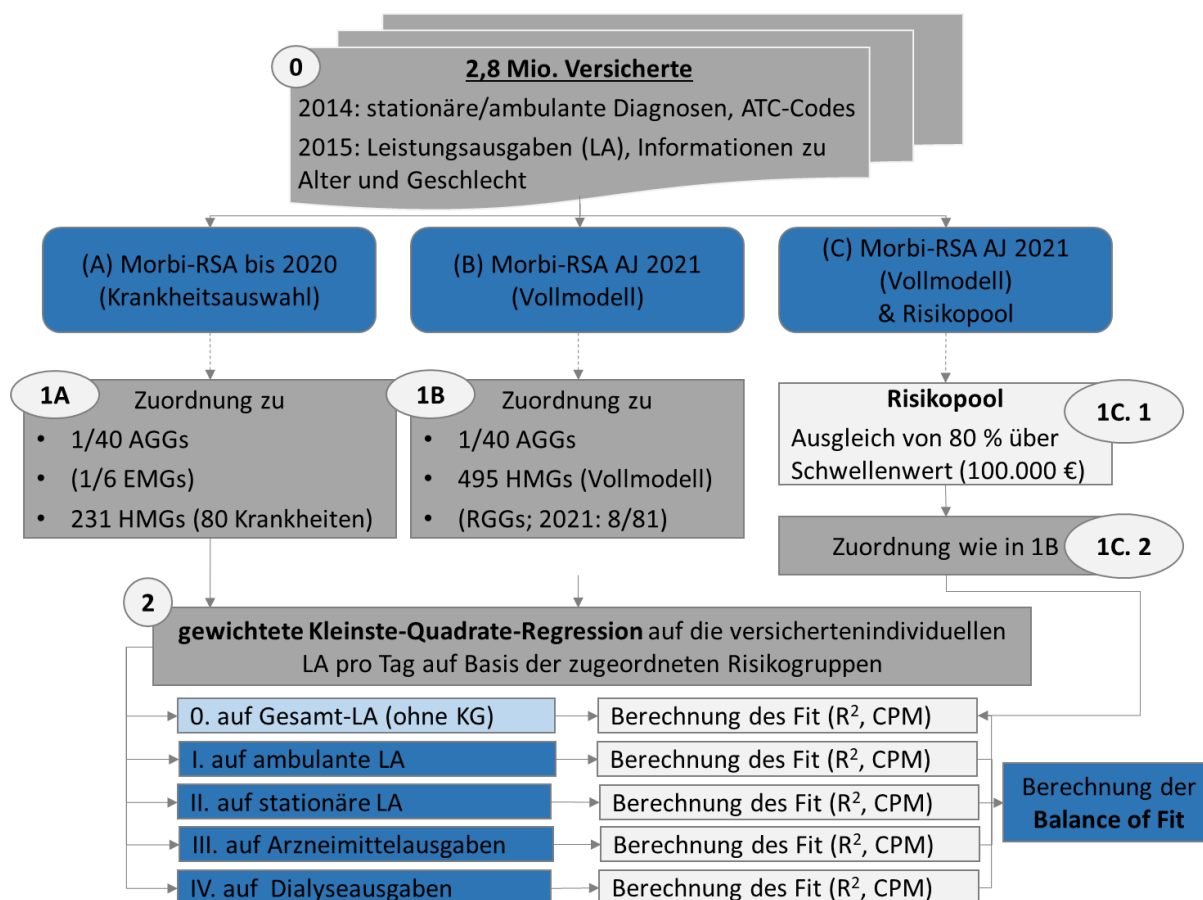 0
2,8 Mio. Versicherte
2014: stationäre/ambulante Diagnosen, ATC-Codes
2015: Leistungsausgaben (LA), Informationen zu
Alter und Geschlecht
(A) Morbi-RSA bis 2020
(Krankheitsauswahl)
(B) Morbi-RSA AJ 2021
(Vollmodell)
(C) Morbi-RSA AJ 2021
(Vollmodell)
& Risikopool
1A
Zuordnung zu
• 1/40 AGGs
• (1/6 EMGs)
• 231 HMGs (80 Krankheiten)
1B
Zuordnung zu
• 1/40 AGGs
• 495 HMGs (Vollmodell)
• (RGGs; 2021: 8/81)
Risikopool
1C. 1
Ausgleich von 80 % über
Schwellenwert (100.000 €)
Zuordnung wie in 1B
1C. 2
2
gewichtete Kleinste-Quadrate-Regression auf die versichertenindividuellen
LA pro Tag auf Basis der zugeordneten Risikogruppen
0. auf Gesamt-LA (ohne KG)
Berechnung des Fit (R², CPM)
I. auf ambulante LA
Berechnung des Fit (R², CPM)
II. auf stationäre LA
Berechnung des Fit (R², CPM)
III. auf Arzneimittelausgaben
Berechnung des Fit (R², CPM)
IV. auf Dialyseausgaben
Berechnung des Fit (R², CPM)
Berechnung der
Balance of Fit